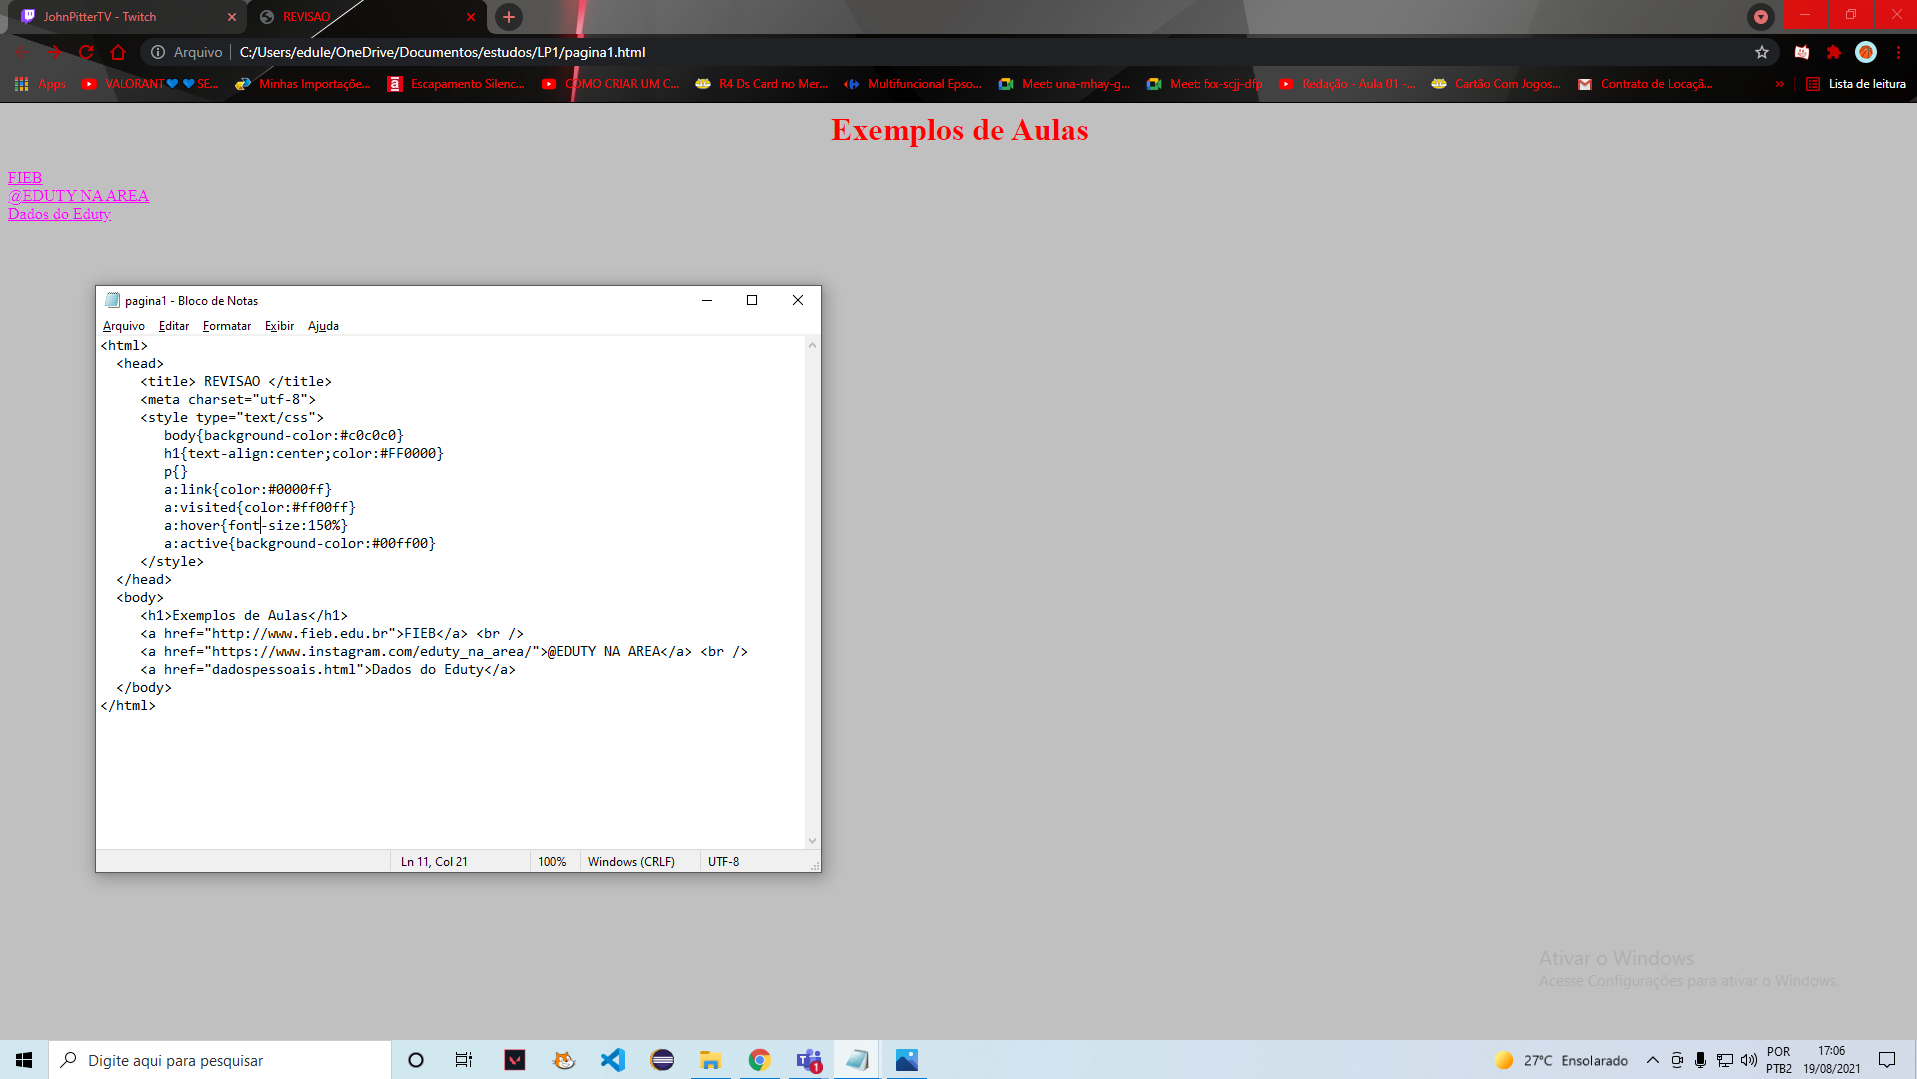 JohnPitterTV - Twitch
REVISAO
Arquivo
C:/Users/edule/OneDrive/Documentos/estudos/LP1/pagina1.html
Apps
VALORANT💙💙SE...
Minhas Importaçõe...
Escapamento Silenc...
COMO CRIAR UM C...
R4 Ds Card no Mer...
Multifuncional Epso...
Meet: una-mhay-g...
Meet: fxx-scjj-dfp
Redação - Aula 01 -...
Cartão Com Jogos...
Contrato de Locaçã...
»
Lista de leitura
Exemplos de Aulas
FIEB
@EDUTY NA AREA
Dados do Eduty
pagina1 - Bloco de Notas
Arquivo Editar Formatar Exibir Ajuda
<html>
<head>
<title> REVISAO </title>
<meta charset="utf-8">
<style type="text/css">
body{background-color:#c0c0c0}
h1{text-align:center;color:#FF0000}
p{}
a:link{color:#0000ff}
a:visited{color:#ff00ff}
a:hover{font-size:150%}
a:active{background-color:#00ff00}
</style>
</head>
<body>
<h1>Exemplos de Aulas</h1>
<a href="http://www.fieb.edu.br">FIEB</a> <br />
<a href="https://www.instagram.com/eduty_na_area/">@EDUTY NA AREA</a> <br />
<a href="dadospessoais.html">Dados do Eduty</a>
</body>
</html>
Ln 11, Col 21
100%
Windows (CRLF)
UTF-8
Ativar o Windows
Acesse Configurações para ativar o Windows.
Digite aqui para pesquisar
1
27°C Ensolarado
POR
PTB2
17:06
19/08/2021